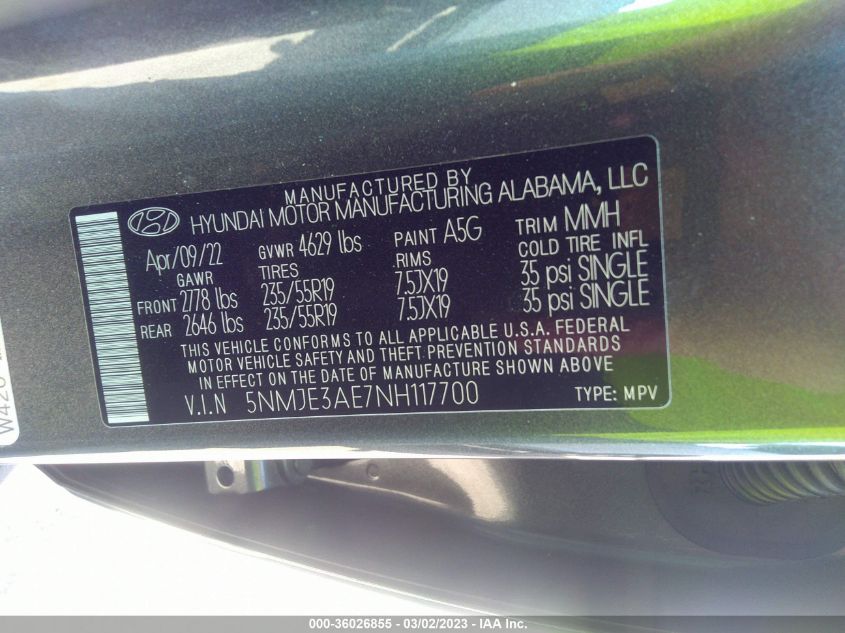 MANUFACTURED BY
HYUNDAI MOTOR MANUFACTURING ALABAMA, LLC
Apr/09/22 GVWR 4629 lbs PAINT A5G TRIM MMH
GAWR TIRES .RIMS COLD TIRE INFL
FRONT 2778 lbs 235/55R19 7.5JX19 35 psi SINGLE
REAR 2646 lbs 235/55R19 7.5JX19 35 psi SINGLE
THIS VEHICLE CONFORMS TO ALL APPLICABLE U.S.A. FEDERAL
MOTOR VEHICLE SAFETY AND THEFT PREVENTION STANDARDS
IN EFFECT ON THE DATE OF MANUFACTURE SHOWN ABOVE
V.I.N 5NMJE3AE7NH117700 TYPE: MPV
000-36026855 — 03/02/2023 — IAA Inc.